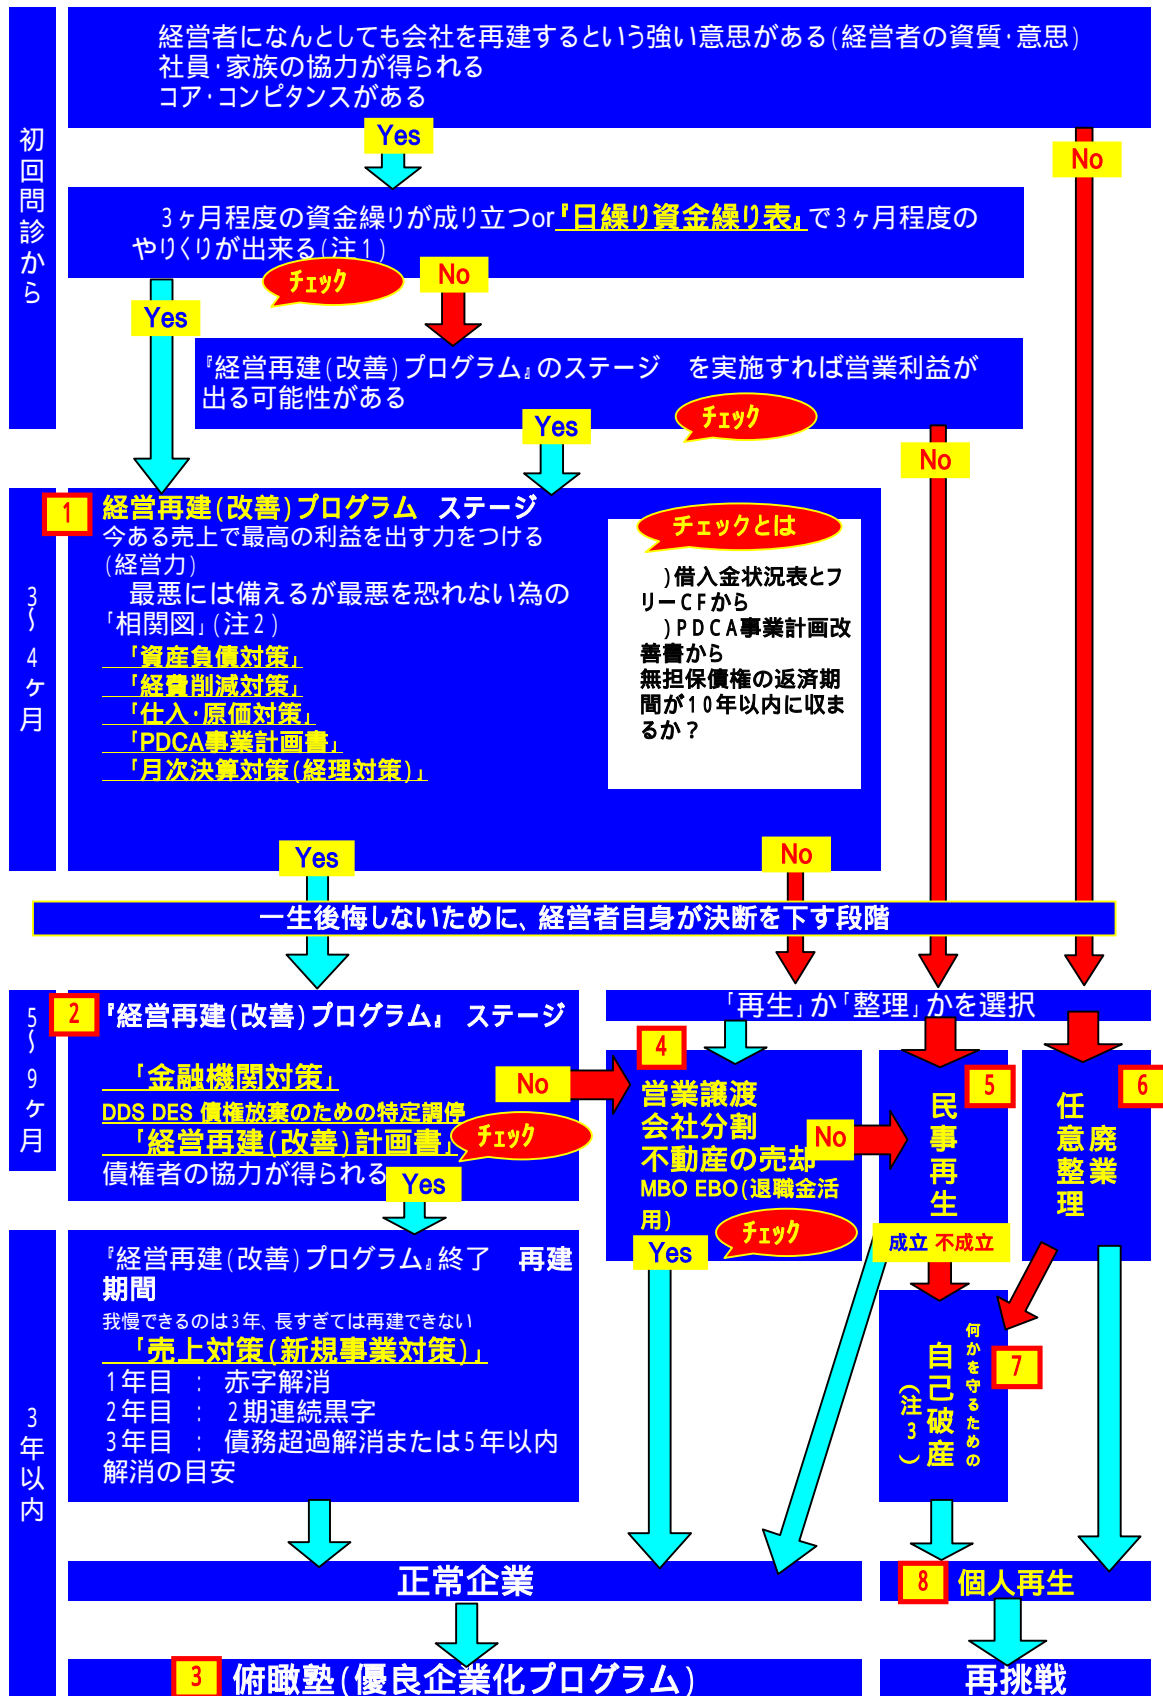 初回問診から
経営者になんとしても会社を再建するという強い意思がある(経営者の資質・意思)
社員・家族の協力が得られる
コア・コンピタンスがある
Yes
No
3ヶ月程度の資金繰りが成り立つor『日繰り資金繰り表』で3ヶ月程度の
やりくりが出来る(注1)
チェック
No
Yes
『経営再建(改善)プログラム』のステージ　を実施すれば営業利益が
出る可能性がある
チェック
Yes
No
3～4ヶ月
1
経営再建(改善)プログラム　ステージ
今ある売上で最高の利益を出す力をつける
(経営力)
最悪には備えるが最悪を恐れない為の
「相関図」(注2)
「資産負債対策」
「経費削減対策」
「仕入・原価対策」
「PDCA事業計画書」
「月次決算対策(経理対策)」
チェックとは
)借入金状況表とフ
リーCFから
)PDCA事業計画改
善書から
無担保債権の返済期
間が10年以内に収ま
るか?
Yes
No
一生後悔しないために、経営者自身が決断を下す段階
5～9ヶ月
2
『経営再建(改善)プログラム』　ステージ
「金融機関対策」
DDS DES 債権放棄のための特定調停
「経営再建(改善)計画書」
債権者の協力が得られる
No
チェック
Yes
「再生」か「整理」かを選択
4
営業譲渡
会社分割
不動産の売却
MBO EBO(退職金活
用)
No
チェック
Yes
5
民事再生
成立 不成立
6
廃業
任意整理
3年以内
『経営再建(改善)プログラム』終了　再建
期間
我慢できるのは3年、長すぎては再建できない
「売上対策(新規事業対策)」
1年目　:　赤字解消
2年目　:　2期連続黒字
3年目　:　債務超過解消または5年以内
解消の目安
7
何かを守るための
自己破産
(注3)
正常企業
8
個人再生
3
俯瞰塾(優良企業化プログラム)
再挑戦